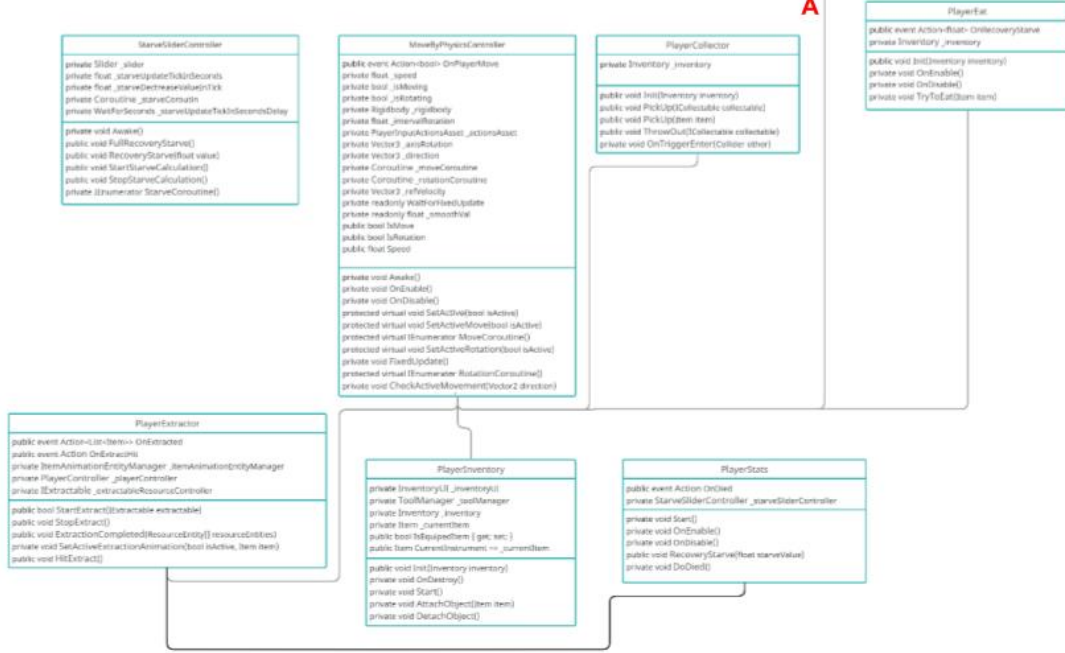 A
PlayerEat
public event Action<float> OnRecoveryStarve
private Inventory _inventory
public void Init(Inventory inventory)
private void OnEnable()
private void OnDisable()
private void TryToEat(Item item)
StarveSliderController
private Slider _slider
private float _starveUpdateTickInSeconds
private float _starveDecreaseValueInTick
private Coroutine _starveCoroutin
private WaitForSeconds _starveUpdateTickInSecondsDelay
private void Awake()
public void FullRecoveryStarve()
public void RecoveryStarve(float value)
public void StartStarveCalculation()
public void StopStarveCalculation()
private IEnumerator StarveCoroutine()
MoveByPhysicsController
public event Action<bool> OnPlayerMove
private float _speed
private bool _isMoving
private bool _isRotating
private Rigidbody _rigidbody
private float _intervalRotation
private PlayerInputActionsAsset _actionsAsset
private Vector3 _axisRotation
private Vector3 _direction
private Coroutine _moveCoroutine
private Coroutine _rotationCoroutine
private Vector3 _refVelocity
private readonly WaitForFixedUpdate
private readonly float _smoothVal
public bool IsMove
public bool IsRotation
public float Speed
private void Awake()
private void OnEnable()
private void OnDisable()
protected virtual void SetActive(bool isActive)
protected virtual void SetActiveMove(bool isActive)
protected virtual IEnumerator MoveCoroutine()
protected virtual void SetActiveRotation(bool isActive)
private void FixedUpdate()
protected virtual IEnumerator RotationCoroutine()
private void CheckActiveMovement(Vector2 direction)
PlayerCollector
private Inventory _inventory
public void Init(Inventory inventory)
public void PickUp(ICollectable collectable)
public void PickUp(Item item)
public void ThrowOut(ICollectable collectable)
private void OnTriggerEnter(Collider other)
PlayerExtractor
public event Action<List<Item>> OnExtracted
public event Action OnExtractHit
private ItemAnimationEntityManager _itemAnimationEntityManager
private PlayerController _playerController
private IExtractable _extractableResourceController
public bool StartExtract(IExtractable extractable)
public void StopExtract()
public void ExtractionCompleted(ResourceEntity[] resourceEntities)
private void SetActiveExtractionAnimation(bool isActive, Item item)
public void HitExtract()
PlayerInventory
private InventoryUI _inventoryUI
private ToolManager _toolManager
private Inventory _inventory
private Item _currentItem
public bool IsEquipedItem { get; set; }
public Item CurrentInstrument => _currentItem
public void Init(Inventory inventory)
private void OnDestroy()
private void Start()
private void AttachObject(Item item)
private void DetachObject()
PlayerStats
public event Action OnDied
private StarveSliderController _starveSliderController
private void Start()
private void OnEnable()
private void OnDisable()
public void RecoveryStarve(float starveValue)
private void DoDied()